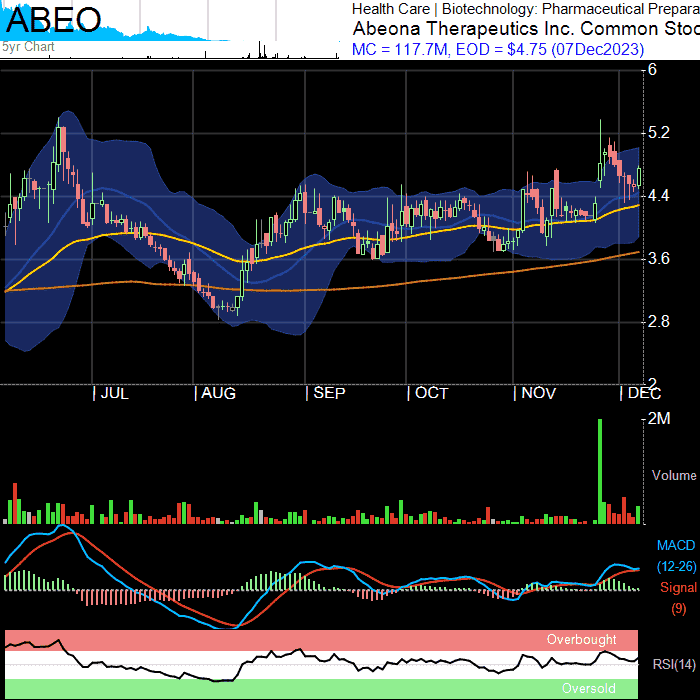 ABEO
5yr Chart
Health Care | Biotechnology: Pharmaceutical Prepara
Abeona Therapeutics Inc. Common Stoc
MC = 117.7M, EOD = $4.75 (07Dec2023)
6
5.2
4.4
3.6
2.8
2
| JUL | AUG | SEP | OCT | NOV | DEC
2M
Volume
MACD
(12-26)
Signal
(9)
Overbought
RSI(14)
Oversold